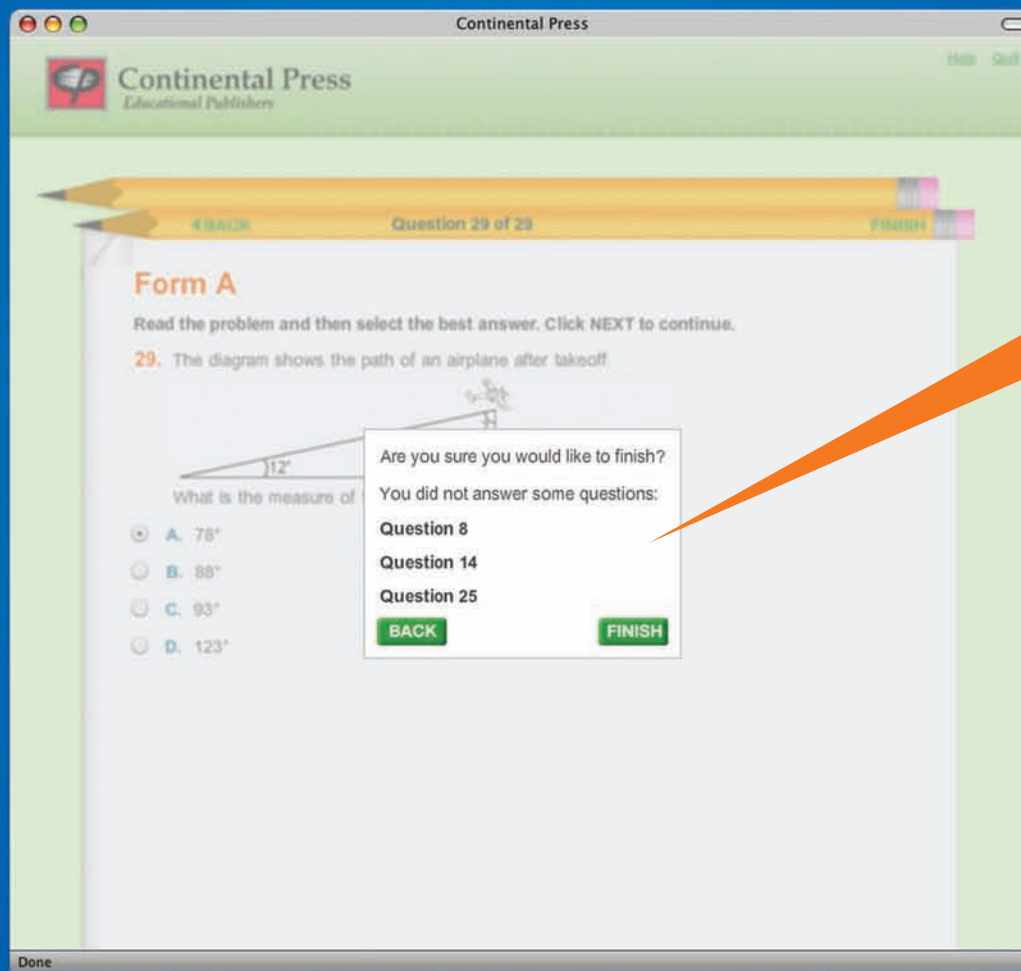 Continental Press
Continental Press
Educational Publishers
Help Quit
BACK Question 29 of 29 FINISH
Form A
Read the problem and then select the best answer. Click NEXT to continue.
29. The diagram shows the path of an airplane after takeoff.
12°
What is the measure of
A. 78°
B. 88°
C. 93°
D. 123°
Are you sure you would like to finish?
You did not answer some questions:
Question 8
Question 14
Question 25
BACK FINISH
Done